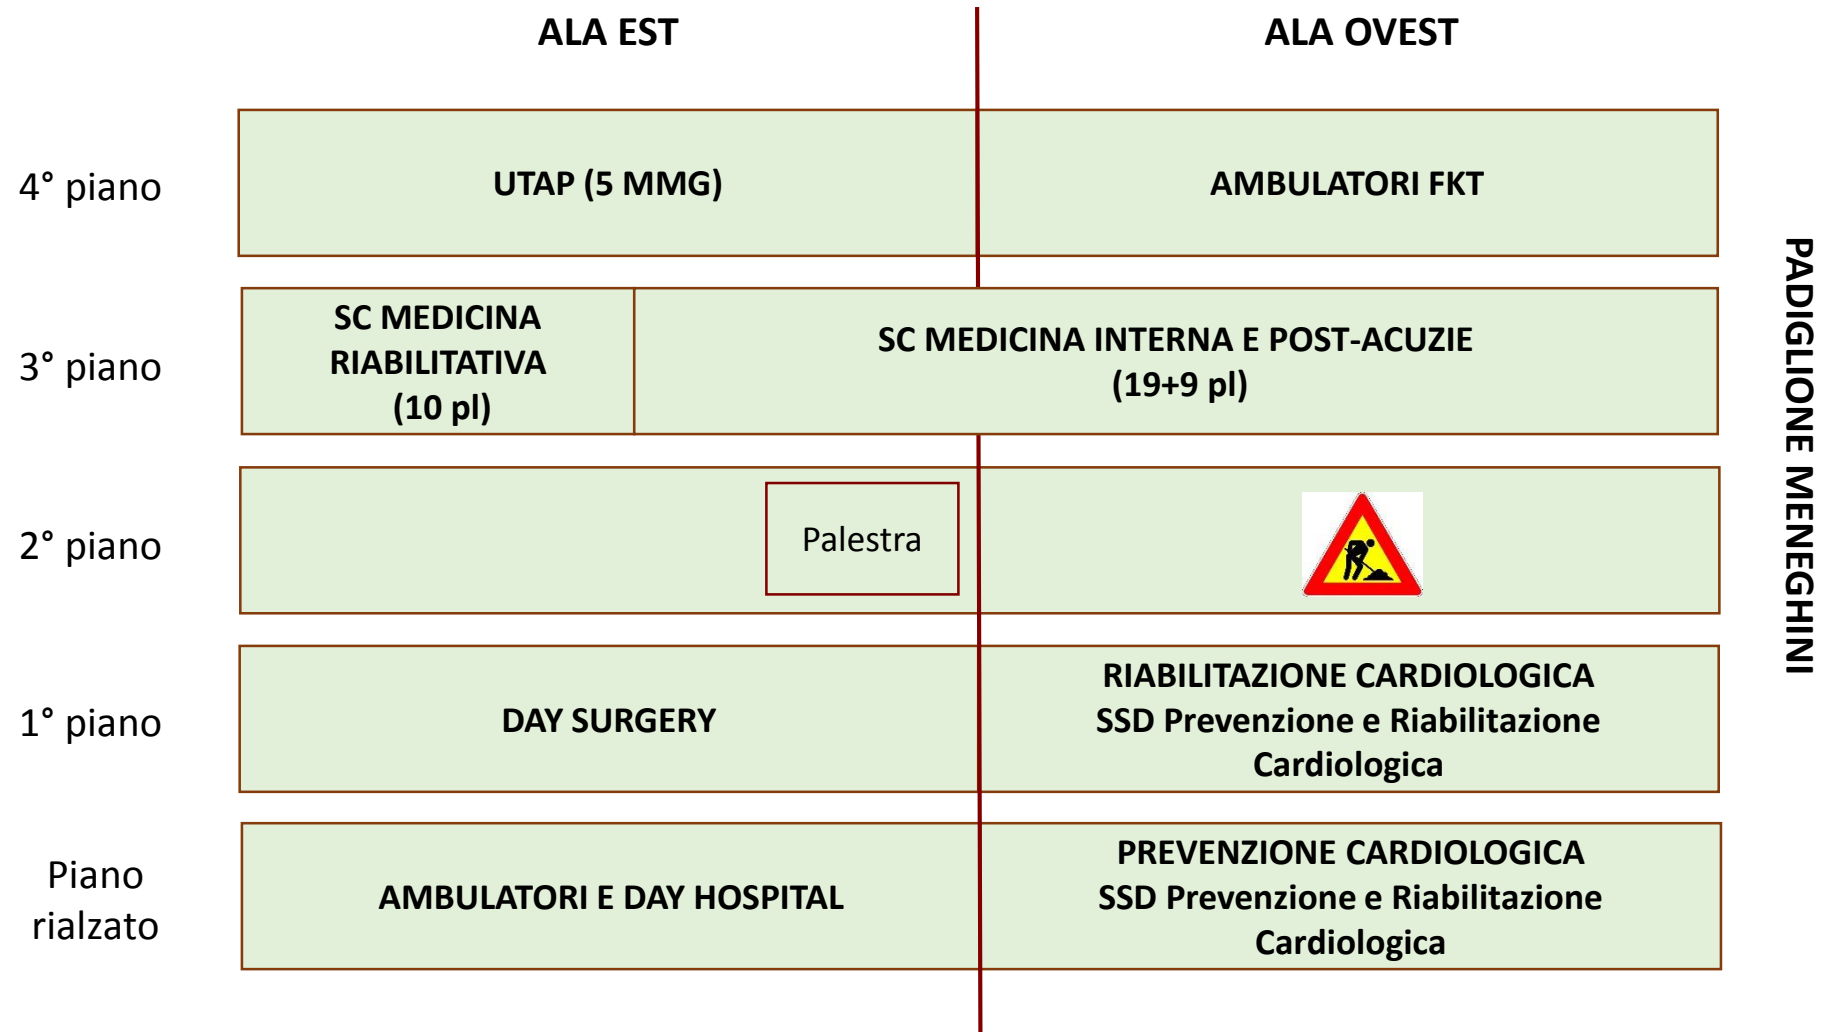 ALA EST
ALA OVEST
4° piano
UTAP (5 MMG)
AMBULATORI FKT
3° piano
SC MEDICINA
RIABILITATIVA
(10 pl)
SC MEDICINA INTERNA E POST-ACUZIE
(19+9 pl)
2° piano
Palestra
1° piano
DAY SURGERY
RIABILITAZIONE CARDIOLOGICA
SSD Prevenzione e Riabilitazione
Cardiologica
Piano
rialzato
AMBULATORI E DAY HOSPITAL
PREVENZIONE CARDIOLOGICA
SSD Prevenzione e Riabilitazione
Cardiologica
PADIGLIONE MENEGHINI